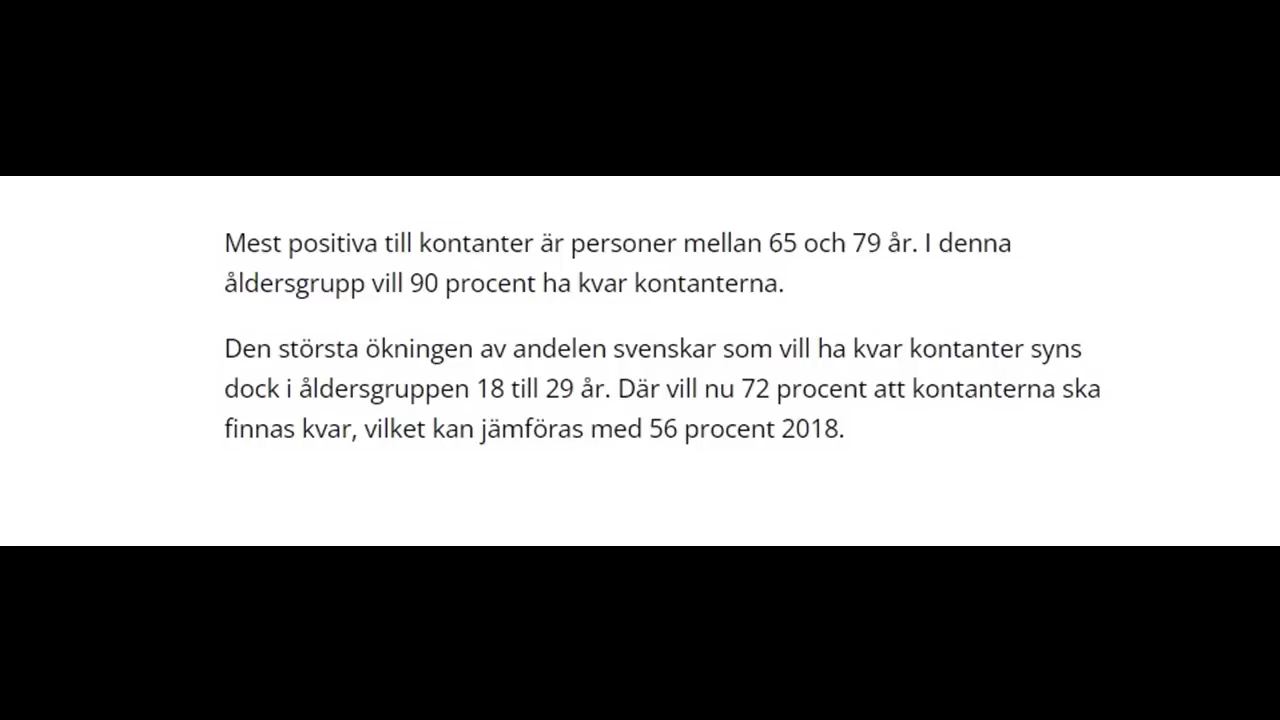 Mest positiva till kontanter är personer mellan 65 och 79 år. I denna
åldersgrupp vill 90 procent ha kvar kontanterna.
Den största ökningen av andelen svenskar som vill ha kvar kontanter syns
dock i åldersgruppen 18 till 29 år. Där vill nu 72 procent att kontanterna ska
finnas kvar, vilket kan jämföras med 56 procent 2018.